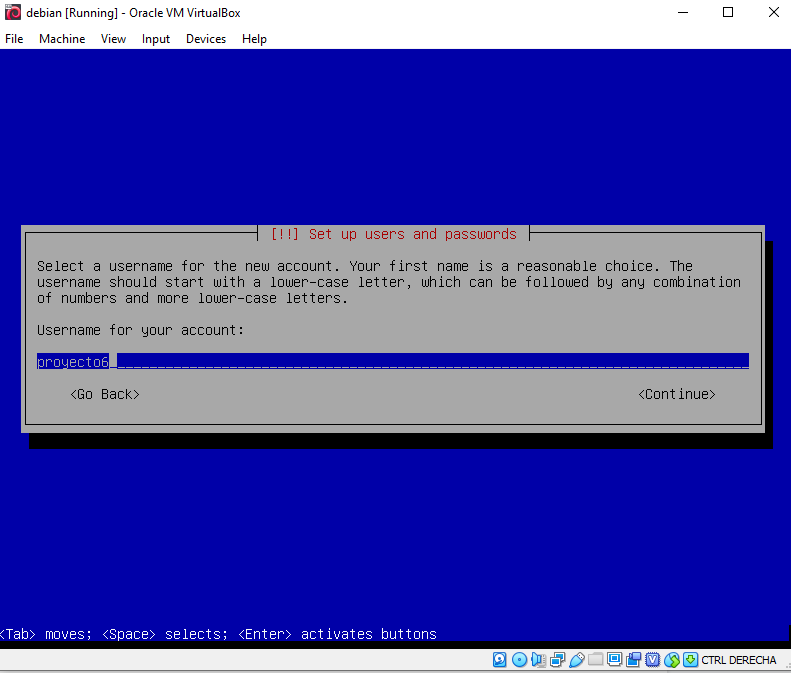 debian [Running] - Oracle VM VirtualBox
File Machine View Input Devices Help
[!!] Set up users and passwords
Select a username for the new account. Your first name is a reasonable choice. The
username should start with a lower-case letter, which can be followed by any combination
of numbers and more lower-case letters.
Username for your account:
proyecto6
<Go Back> <Continue>
<Tab> moves; <Space> selects; <Enter> activates buttons
CTRL DERECHA